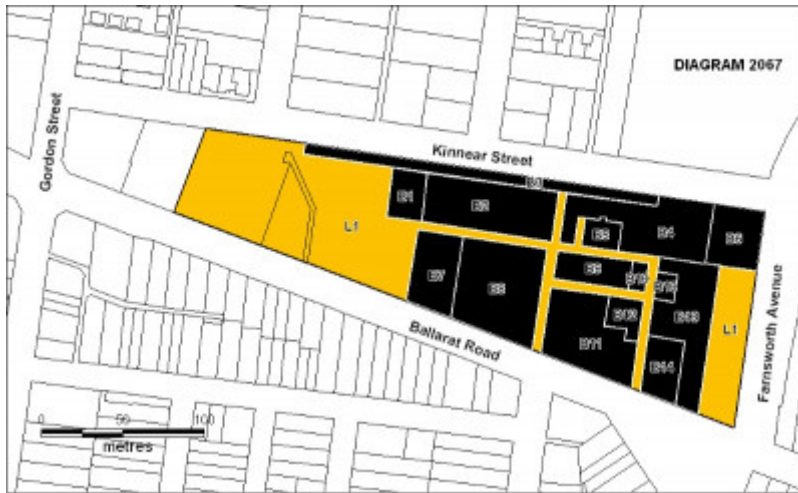 DIAGRAM 2067
Gordon Street
Kinnear Street
B3
B1
B2
B5
B4
B6
L1
B7
B8
B9
B13
L1
B11
B12
B14
Ballarat Road
Farnsworth Avenue
0 50 100
metres